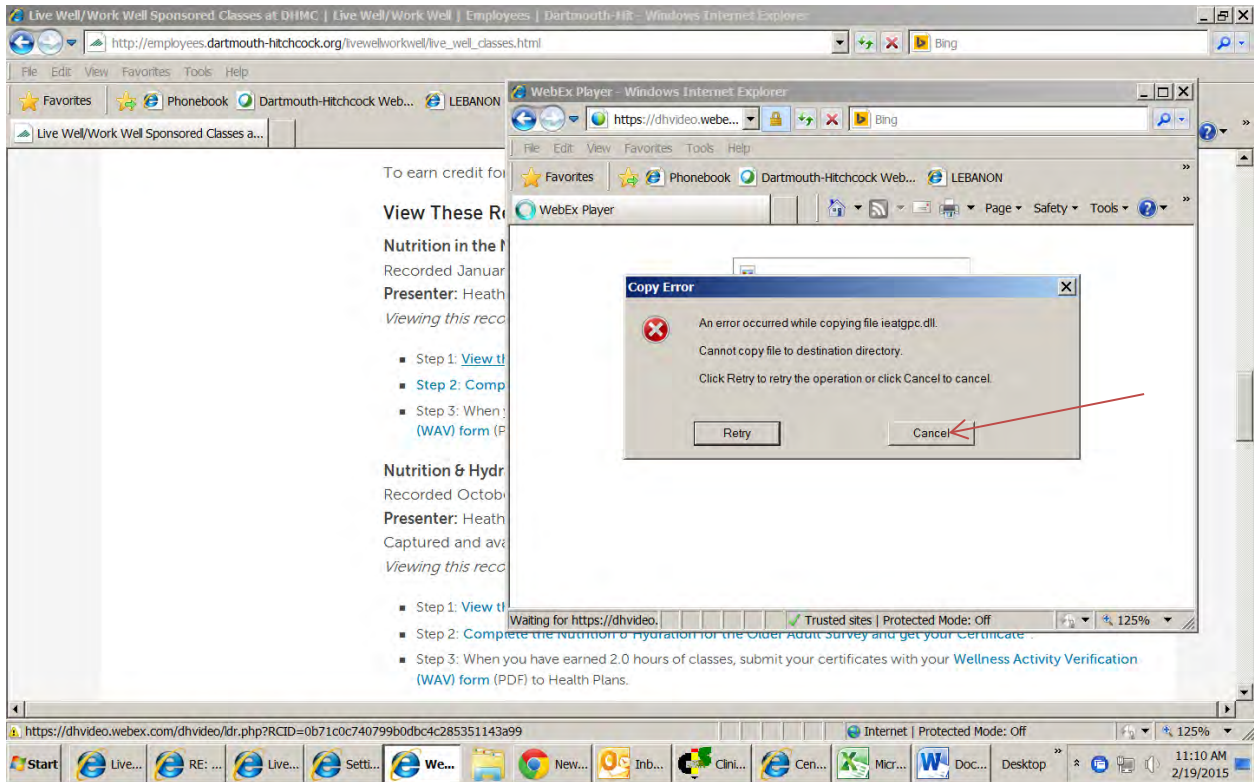 Live Well/Work Well Sponsored Classes at DHMC | Live Well/Work Well | Employees | Dartmouth-Hit - Windows Internet Explorer
http://employees.dartmouth-hitchcock.org/livewellworkwell/live_well_classes.html
Bing
File Edit View Favorites Tools Help
Favorites Phonebook Dartmouth-Hitchcock Web... LEBANON
Live Well/Work Well Sponsored Classes a...
To earn credit for
View These R
Nutrition in the
Recorded Januar
Presenter: Heath
Viewing this reco
Step 1: View th
Step 2: Comp
Step 3: When
(WAV) form (P
Nutrition & Hydr
Recorded Octob
Presenter: Heath
Captured and ava
Viewing this reco
Step 1: View th
Step 2: Complete the Nutrition & Hydration for the Older Adult Survey and get your Certificate .
Step 3: When you have earned 2.0 hours of classes, submit your certificates with your Wellness Activity Verification
(WAV) form (PDF) to Health Plans.
WebEx Player - Windows Internet Explorer
https://dhvideo.webe...
Bing
File Edit View Favorites Tools Help
Favorites Phonebook Dartmouth-Hitchcock Web... LEBANON
WebEx Player
Page Safety Tools
Copy Error
An error occurred while copying file ieatgpc.dll.
Cannot copy file to destination directory.
Click Retry to retry the operation or click Cancel to cancel.
Retry Cancel
Waiting for https://dhvideo. Trusted sites | Protected Mode: Off 125%
https://dhvideo.webex.com/dhvideo/ldr.php?RCID=0b71c0c740799b0dbc4c285351143a99 Internet | Protected Mode: Off 125%
Start Live... RE: ... Live... Setti... We... New... Inb... Clini... Cen... Micr... Doc... Desktop 11:10 AM
2/19/2015